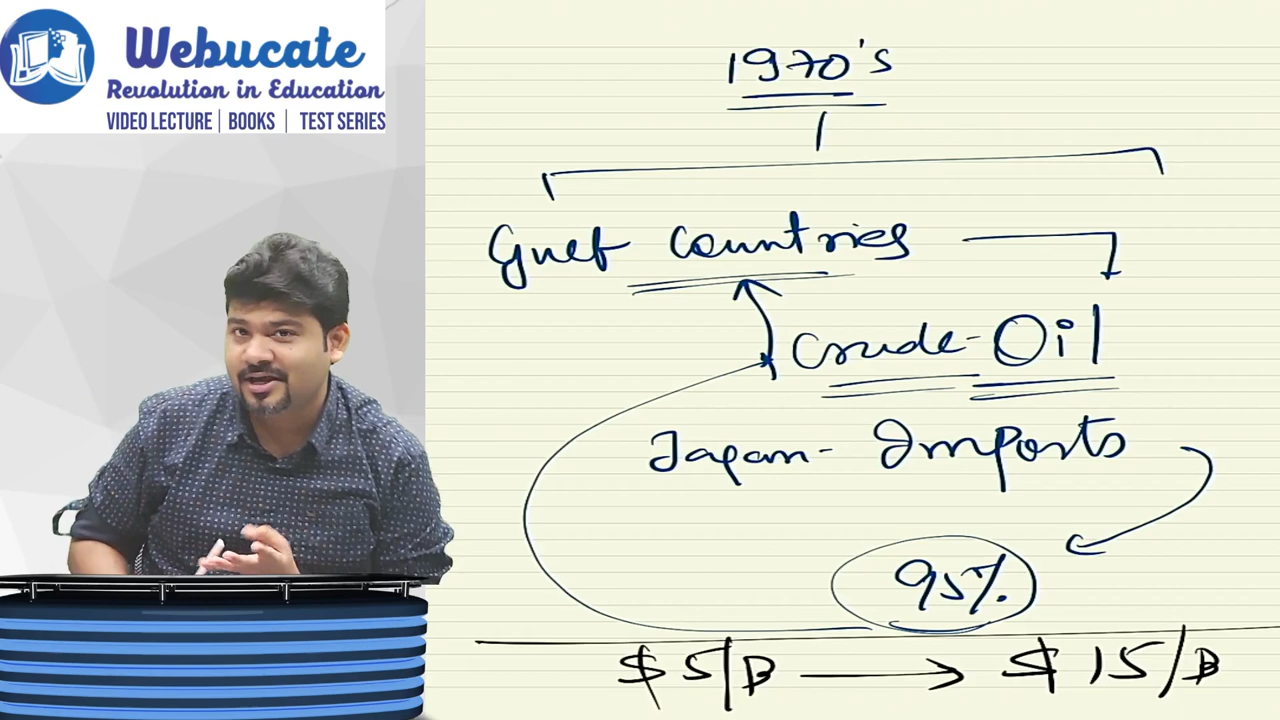 Webucate
Revolution in Education
VIDEO LECTURE | BOOKS | TEST SERIES
1970's
Gulf countries
Crude-Oil
Japan- Imports
95%
$5/B → $15/B